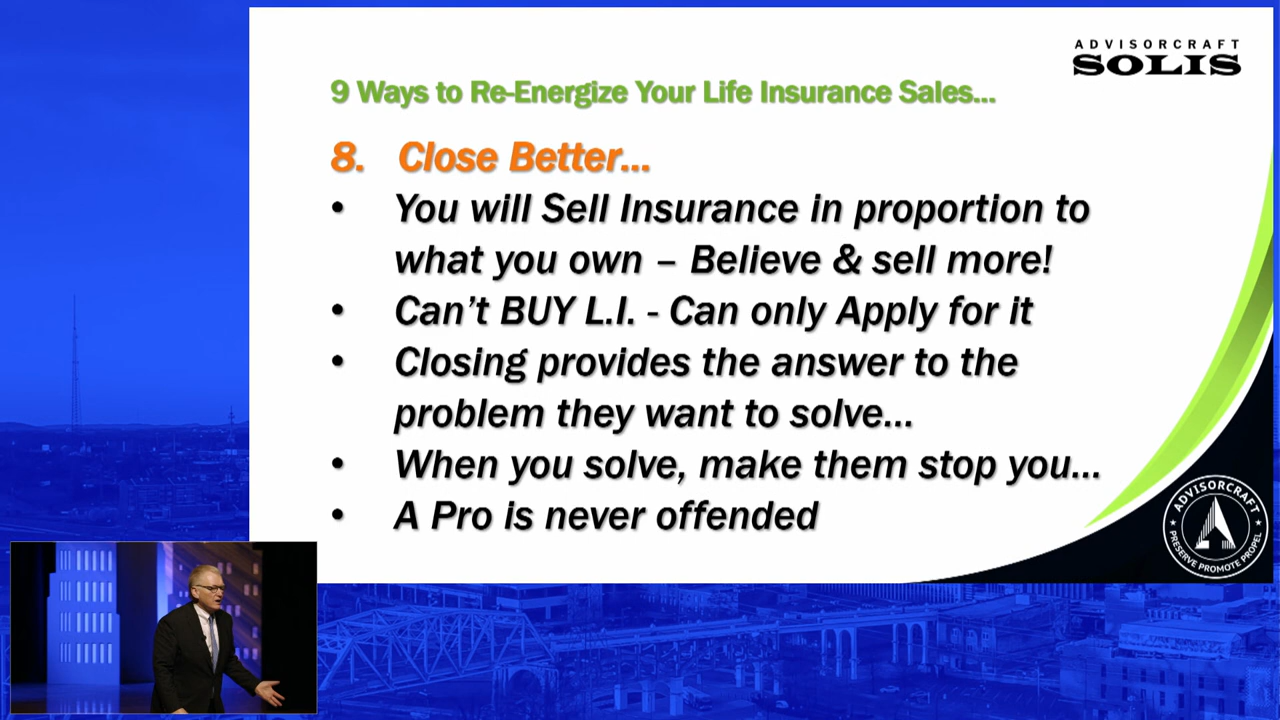 ADVISORCRAFT
SOLIS
9 Ways to Re-Energize Your Life Insurance Sales...
8. Close Better...
• You will Sell Insurance in proportion to
what you own – Believe & sell more!
• Can't BUY L.I. - Can only Apply for it
• Closing provides the answer to the
problem they want to solve...
• When you solve, make them stop you...
• A Pro is never offended
ADVISORCRAFT
PRESERVE PROMOTE PROPEL